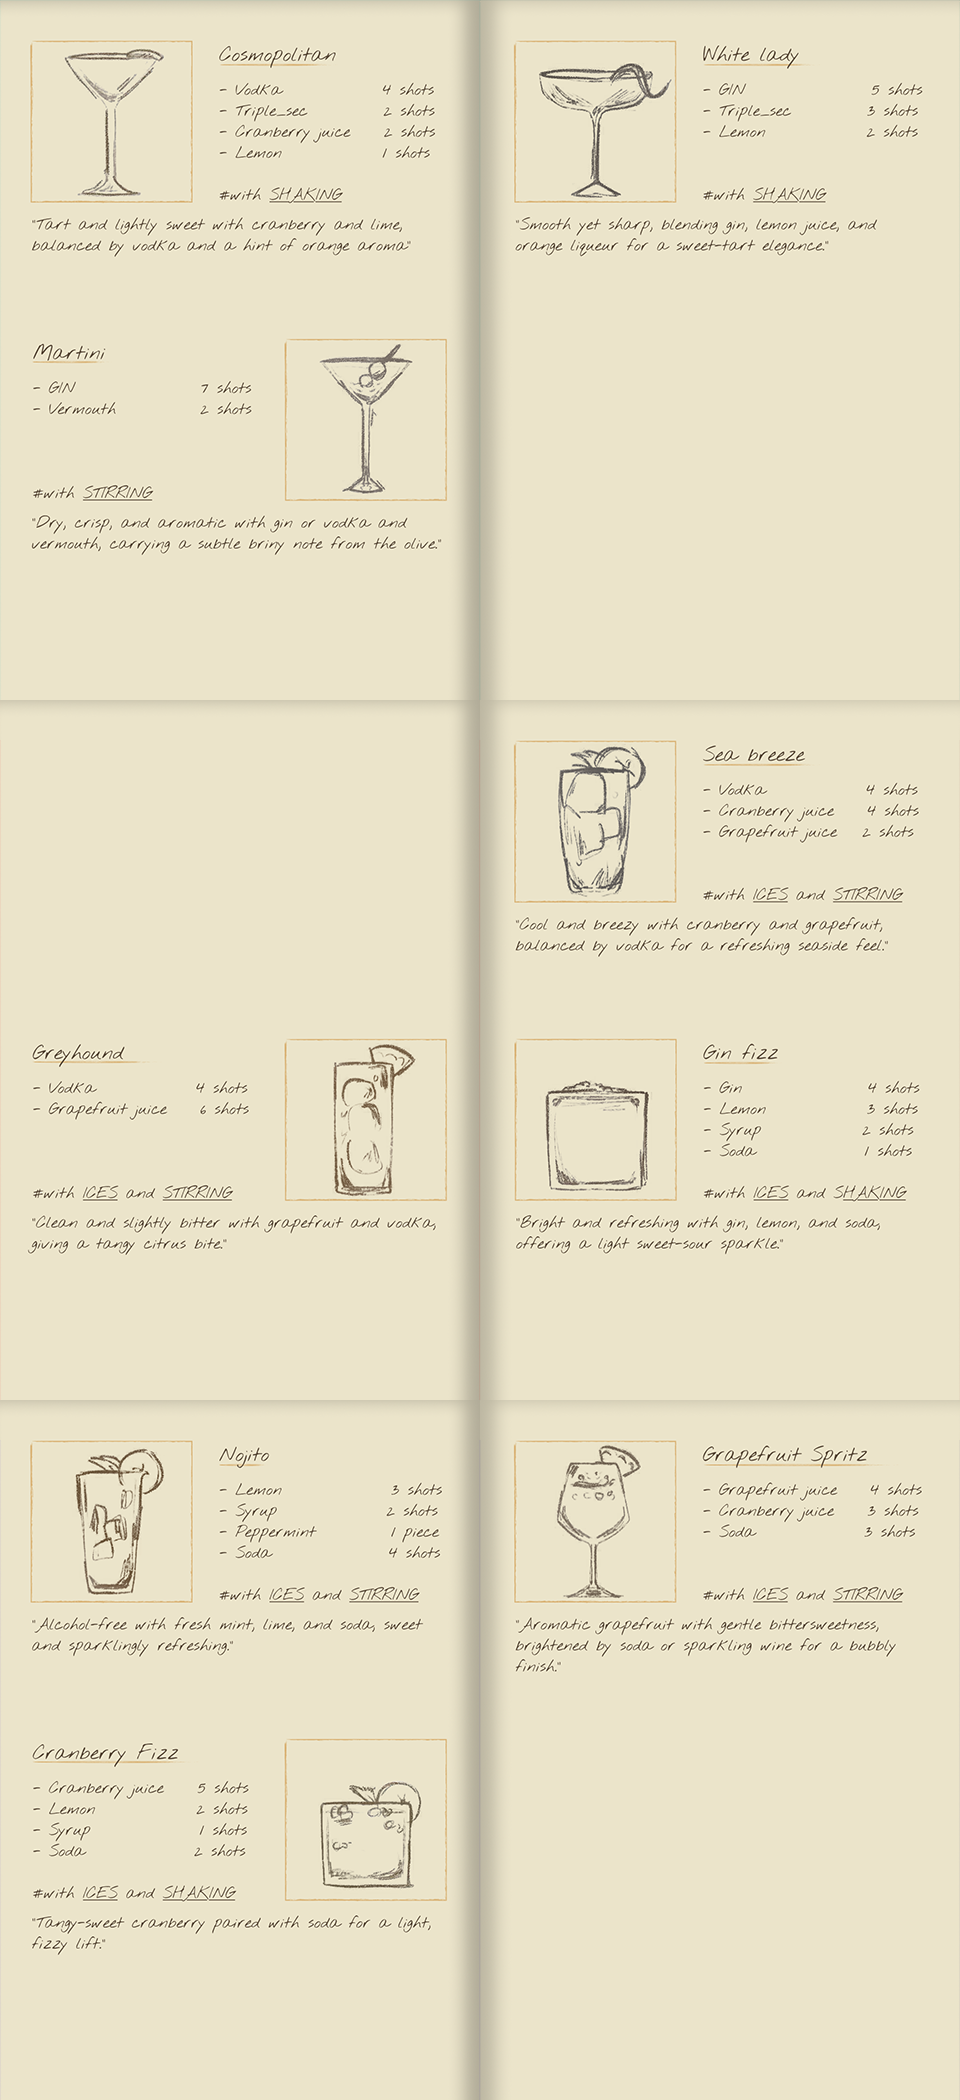 Cosmopolitan
- Vodka 4 shots
- Triple_sec 2 shots
- Cranberry juice 2 shots
- Lemon 1 shots
#with SHAKING
"Tart and lightly sweet with cranberry and lime,
balanced by vodka and a hint of orange aroma"
Martini
- GIN 7 shots
- Vermouth 2 shots
#with STIRRING
"Dry, crisp, and aromatic with gin or vodka and
vermouth, carrying a subtle briny note from the olive."
White lady
- GIN 5 shots
- Triple_sec 3 shots
- Lemon 2 shots
#with SHAKING
"Smooth yet sharp, blending gin, lemon juice, and
orange liqueur for a sweet-tart elegance."
Greyhound
- Vodka 4 shots
- Grapefruit juice 6 shots
#with ICES and STIRRING
"Clean and slightly bitter with grapefruit and vodka,
giving a tangy citrus bite."
Sea breeze
- Vodka 4 shots
- Cranberry juice 4 shots
- Grapefruit juice 2 shots
#with ICES and STIRRING
"Cool and breezy with cranberry and grapefruit,
balanced by vodka for a refreshing seaside feel."
Gin fizz
- Gin 4 shots
- Lemon 3 shots
- Syrup 2 shots
- Soda 1 shots
#with ICES and SHAKING
"Bright and refreshing with gin, lemon, and soda,
offering a light sweet-sour sparkle."
Nojito
- Lemon 3 shots
- Syrup 2 shots
- Peppermint 1 piece
- Soda 4 shots
#with ICES and STIRRING
"Alcohol-free with fresh mint, lime, and soda, sweet
and sparklingly refreshing."
Cranberry Fizz
- Cranberry juice 5 shots
- Lemon 2 shots
- Syrup 1 shots
- Soda 2 shots
#with ICES and SHAKING
"Tangy-sweet cranberry paired with soda for a light,
fizzy lift."
Grapefruit Spritz
- Grapefruit juice 4 shots
- Cranberry juice 3 shots
- Soda 3 shots
#with ICES and STIRRING
"Aromatic grapefruit with gentle bittersweetness,
brightened by soda or sparkling wine for a bubbly
finish."